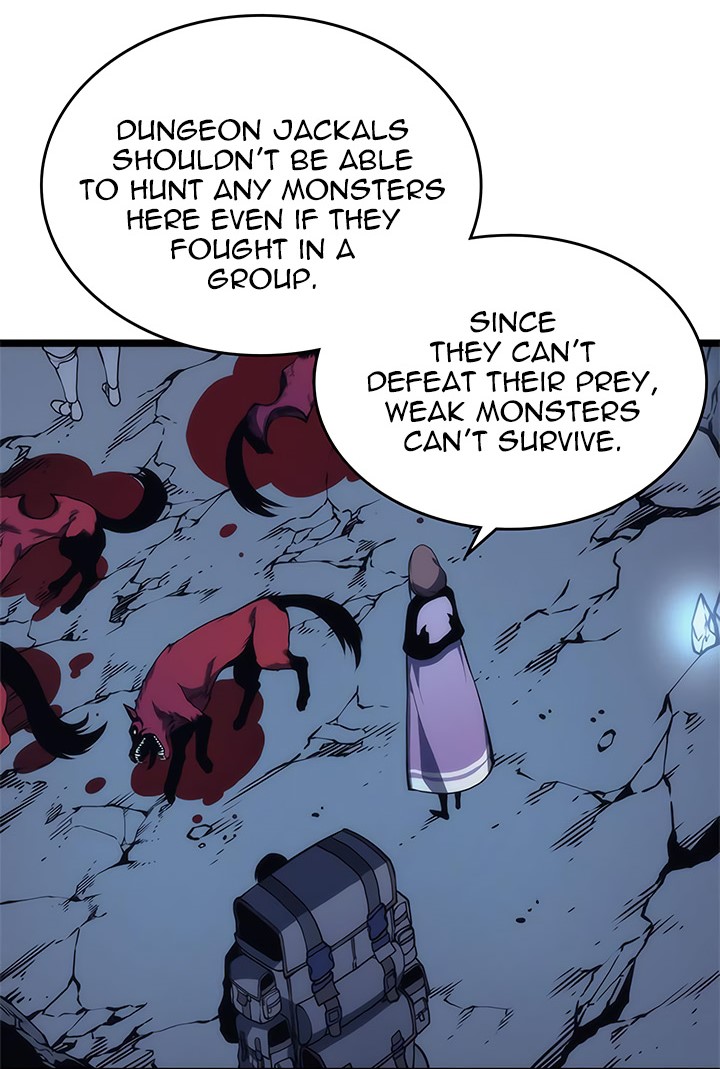 DUNGEON JACKALS
SHOULDN'T BE ABLE
TO HUNT ANY MONSTERS
HERE EVEN IF THEY
FOUGHT IN A
GROUP.
SINCE
THEY CAN'T
DEFEAT THEIR PREY,
WEAK MONSTERS
CAN'T SURVIVE.